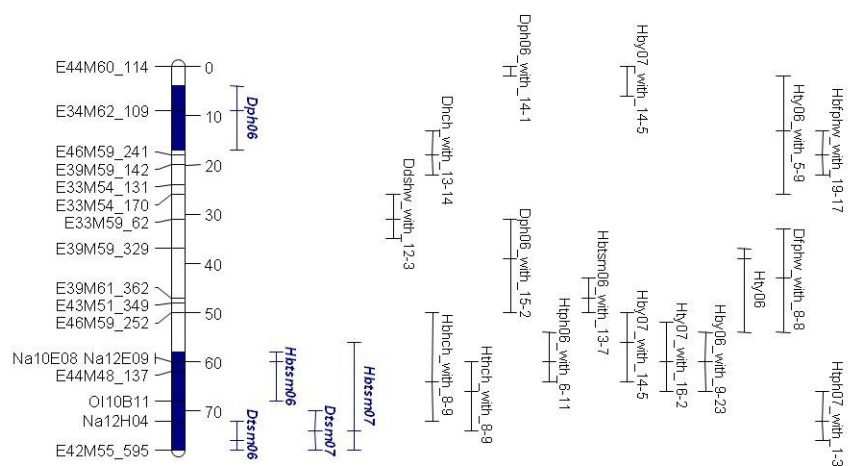 E44M60_114
E34M62_109
E46M59_241
E39M59_142
E33M54_131
E33M54_170
E33M59_62
E39M59_329
E39M61_362
E43M51_349
E46M59_252
Na10E08 Na12E09
E44M48_137
Ol10B11
Na12H04
E42M55_595
0
10
20
30
40
50
60
70
Dph06
Hbtsm06
Dtsm06
Dtsm07
Hbtsm07
Ddshw_with_12-3
Dhch_with_13-14
Hbhch_with_8-9
Hthch_with_8-9
Dph06_with_14-1
Dph06_with_15-2
Htph06_with_6-11
Hbtsm06_with_13-7
Hby07_with_14-5
Hby07_with_14-5
Hty07_with_16-2
Hby06_with_9-23
Hty06
Hty06_with_5-9
Dfphw_with_8-8
Hbfphw_with_19-17
Htph07_with_1-3